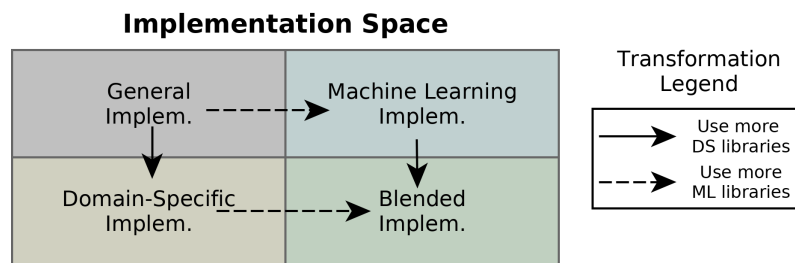 Implementation Space
General
Implem.
Machine Learning
Implem.
Domain-Specific
Implem.
Blended
Implem.
Transformation
Legend
Use more
DS libraries
Use more
ML libraries